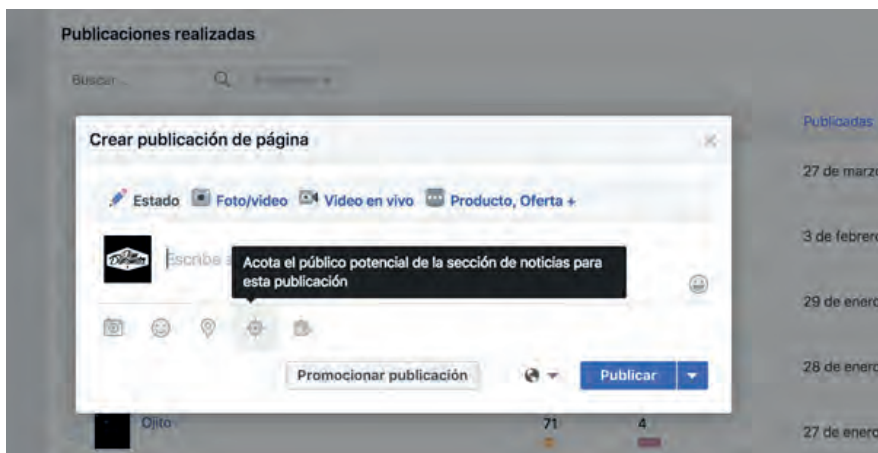 Publicaciones realizadas
Buscar...
Publicadas
Crear publicación de página
27 de marzo
Estado Foto/video Video en vivo Producto, Oferta +
3 de febrero
Escribe
Acota el público potencial de la sección de noticias para
esta publicación
29 de enero
Promocionar publicación
Publicar
28 de enero
Ojito
71
4
27 de enero